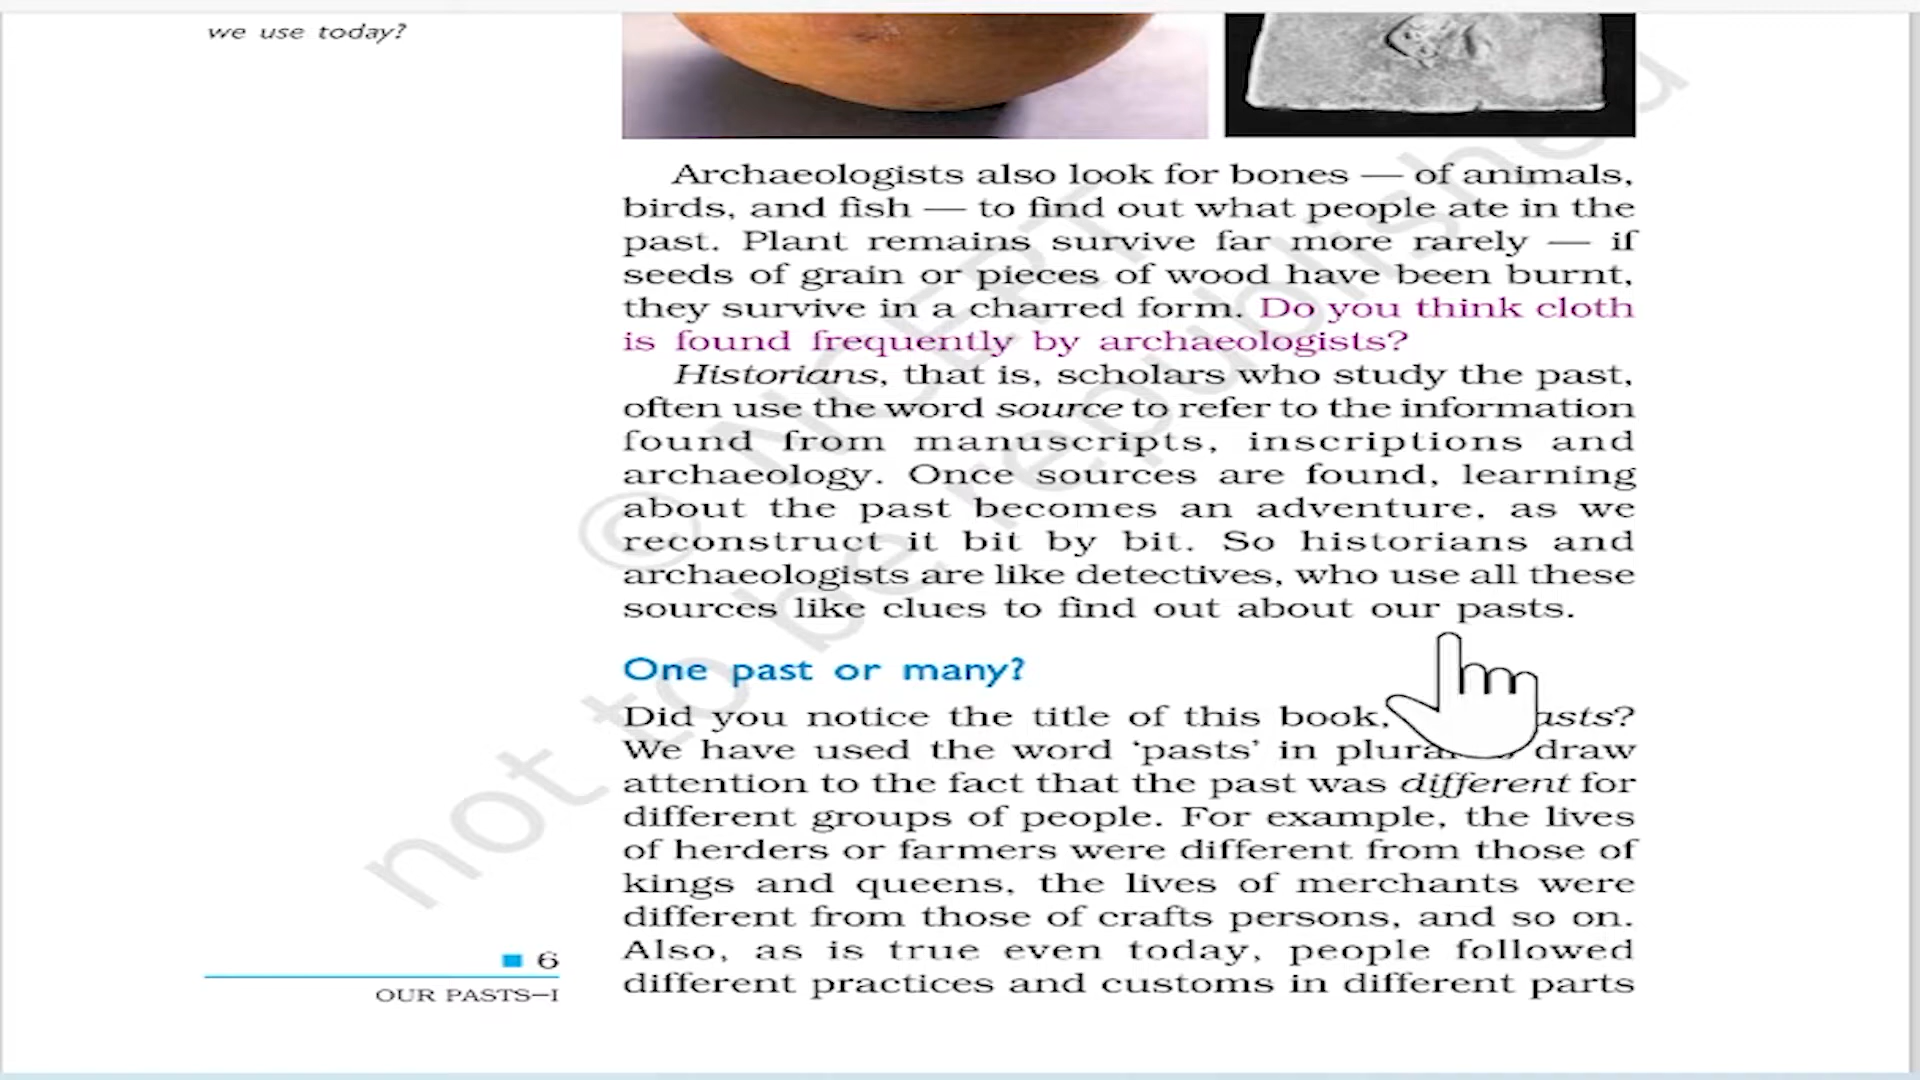 we use today?
Archaeologists also look for bones — of animals,
birds, and fish — to find out what people ate in the
past. Plant remains survive far more rarely — if
seeds of grain or pieces of wood have been burnt,
they survive in a charred form. Do you think cloth
is found frequently by archaeologists?
Historians, that is, scholars who study the past,
often use the word source to refer to the information
found from manuscripts, inscriptions and
archaeology. Once sources are found, learning
about the past becomes an adventure, as we
reconstruct it bit by bit. So historians and
archaeologists are like detectives, who use all these
sources like clues to find out about our pasts.
One past or many?
Did you notice the title of this book, asts?
We have used the word ‘pasts’ in plura draw
attention to the fact that the past was different for
different groups of people. For example, the lives
of herders or farmers were different from those of
kings and queens, the lives of merchants were
different from those of crafts persons, and so on.
Also, as is true even today, people followed
different practices and customs in different parts
6
OUR PASTS—I
© NCERT
not to be republished